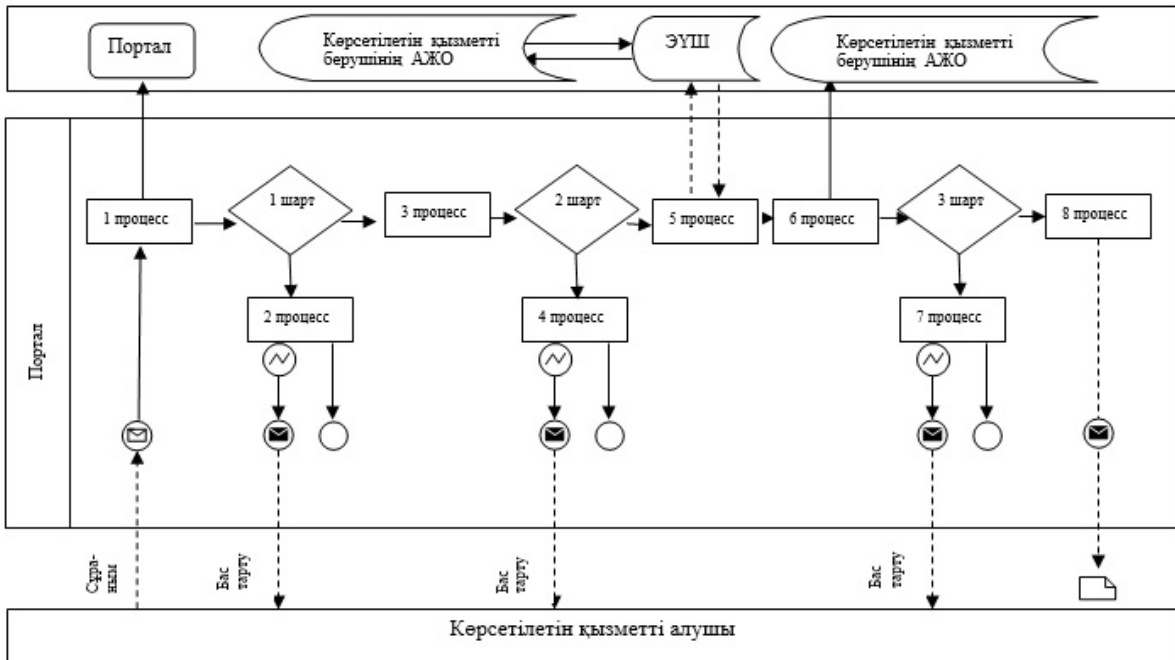 Портал
Көрсетілетін қызметті
берушінің АЖО
ЭҮШ
Көрсетілетін қызметті
берушінің АЖО
Портал
1 процесс
1 шарт
3 процесс
2 шарт
5 процесс
6 процесс
3 шарт
8 процесс
2 процесс
4 процесс
7 процесс
Сұра-
ным
Бас
тарту
Бас
тарту
Бас
тарту
Көрсетілетін қызметті алушы